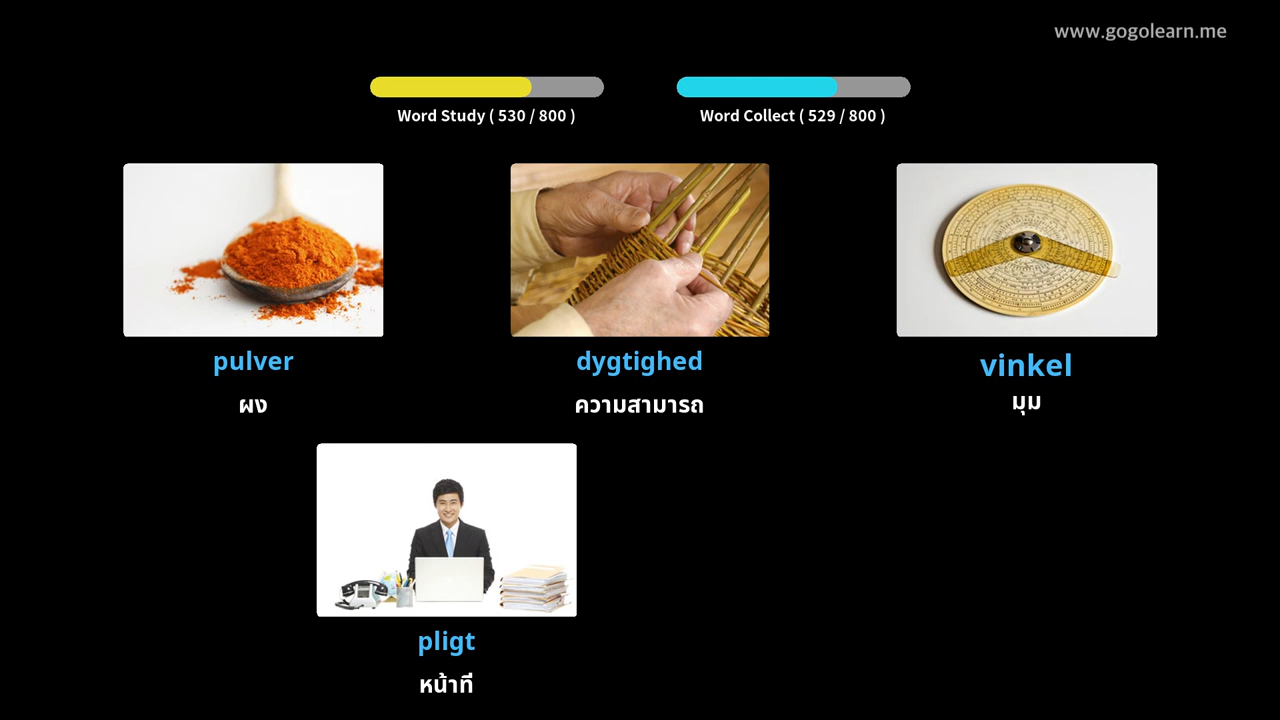 www.gogolearn.me
Word Study ( 530 / 800 )
Word Collect ( 529 / 800 )
pulver
ผง
dygtighed
ความสามารถ
vinkel
มุม
pligt
หน้าที่